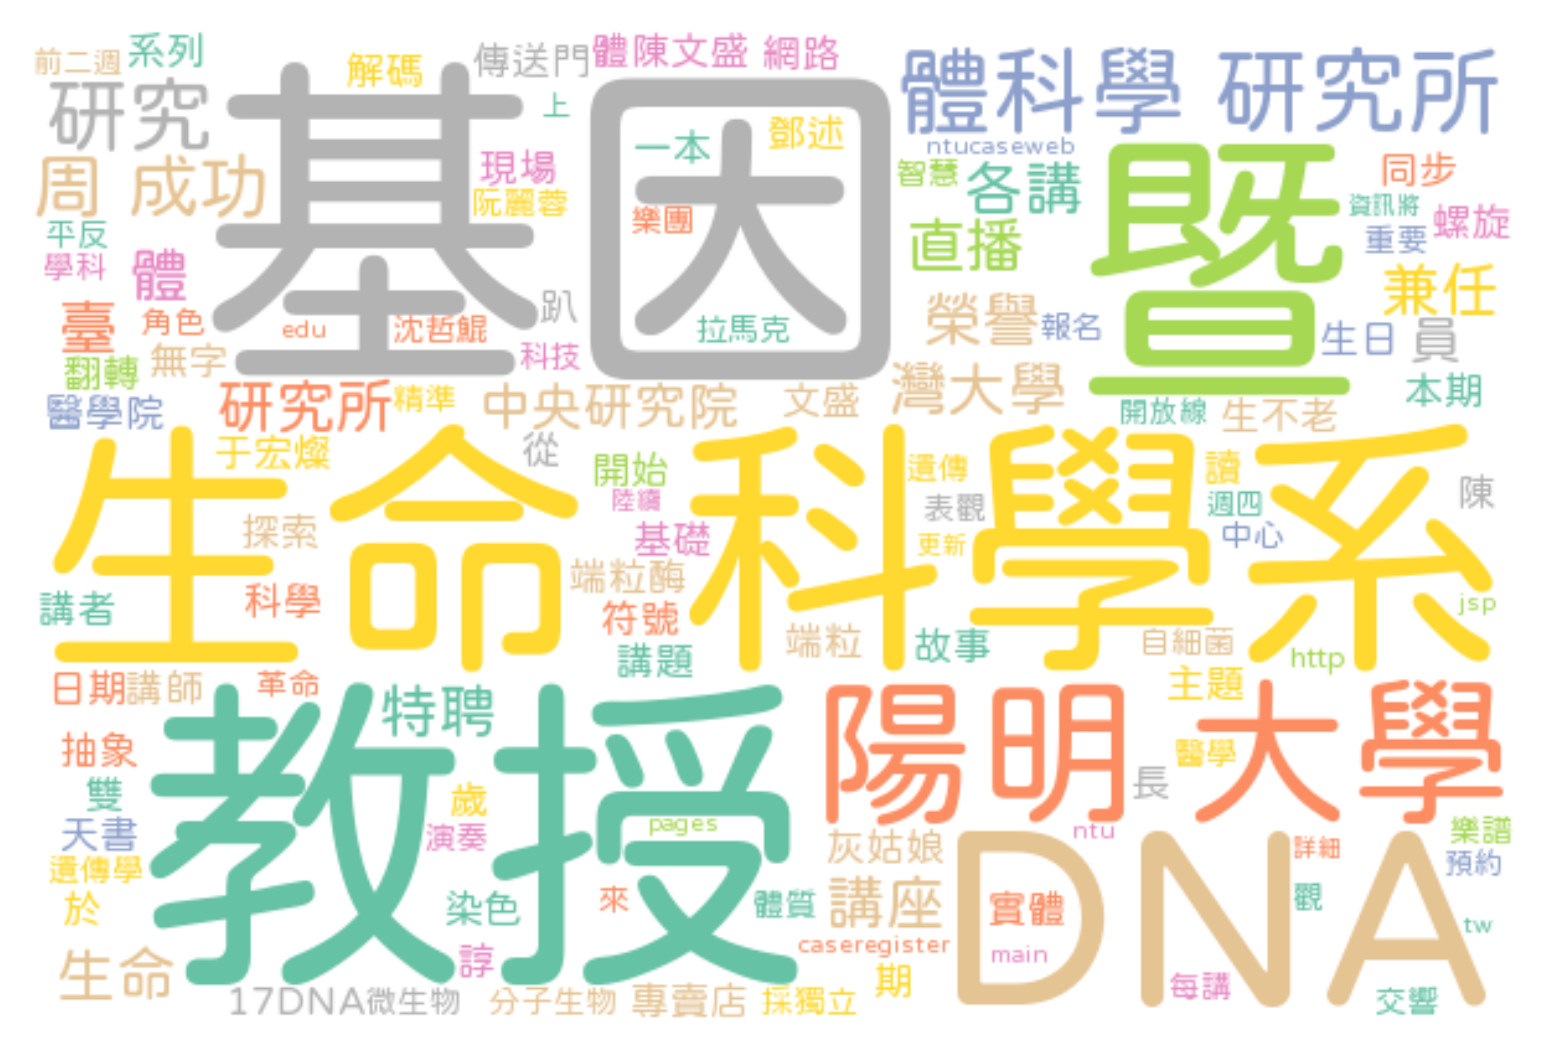 前二週 系列 解碼 傳送門 體陳文盛 網路 體科學 研究所
研究 基因 上 一本 鄧述 ntucaseweb
周 成功 現場 阮麗蓉 樂團 智慧 各講 暨 同步
平反 直播 資訊將 重要 螺旋
學科 體 兼任
臺 角色 edu 沈哲鯤 趴 拉馬克 榮譽 報名 生日 員
翻轉 無字 科技
醫學院 研究所 精準 中央研究院 文盛 灣大學 開放線 生不老 本期
于宏燦 從 開始 遺傳 讀 陳
生命科學系 陸續 表觀 週四
探索 基礎 更新 中心
講者 科學 端粒酶 符號 jsp
講題 端粒 故事 自細菌 http
日期 講師 革命 特聘 主題
抽象 教授 陽明大學 醫學 長
雙 歲
天書 演奏 pages ntu 樂譜
遺傳學 灰姑娘 DNA 詳細 預約
於 染色 來 體質 講座 實體 觀 tw
生命 諄 caseregister main
17DNA微生物 分子生物 專賣店 採獨立 期 每講 交響